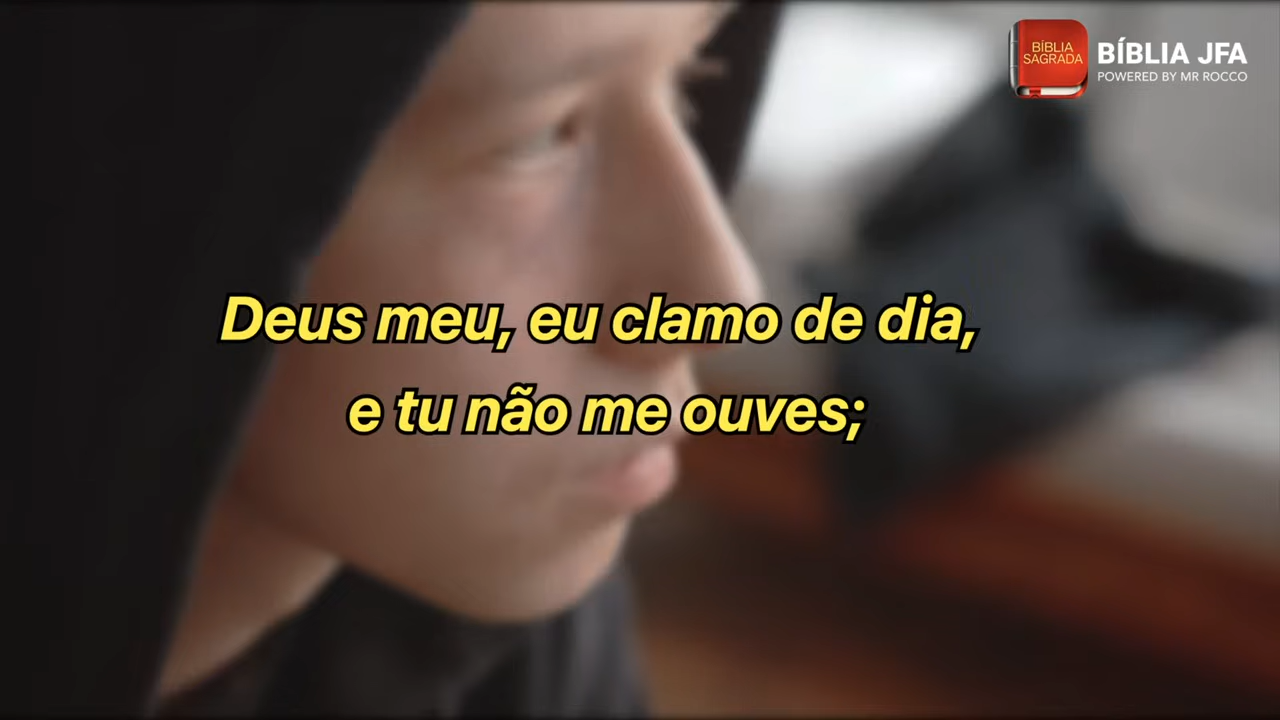 BÍBLIA
SAGRADA
BÍBLIA JFA
POWERED BY MR ROCCO
Deus meu, eu clamo de dia,
e tu não me ouves;